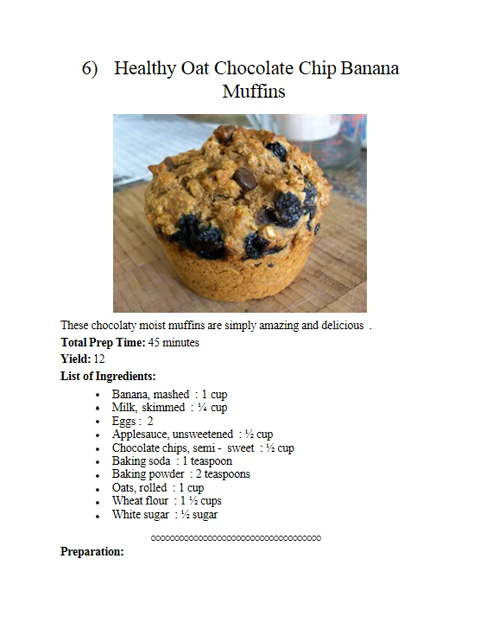 6) Healthy Oat Chocolate Chip Banana
Muffins
These chocolaty moist muffins are simply amazing and delicious .
Total Prep Time: 45 minutes
Yield: 12
List of Ingredients:
• Banana, mashed : 1 cup
• Milk, skimmed : ¼ cup
• Eggs : 2
• Applesauce, unsweetened : ½ cup
• Chocolate chips, semi - sweet : ½ cup
• Baking soda : 1 teaspoon
• Baking powder : 2 teaspoons
• Oats, rolled : 1 cup
• Wheat flour : 1 ½ cups
• White sugar : ½ sugar
oooooooooooooooooooooooooooooooooooo
Preparation: